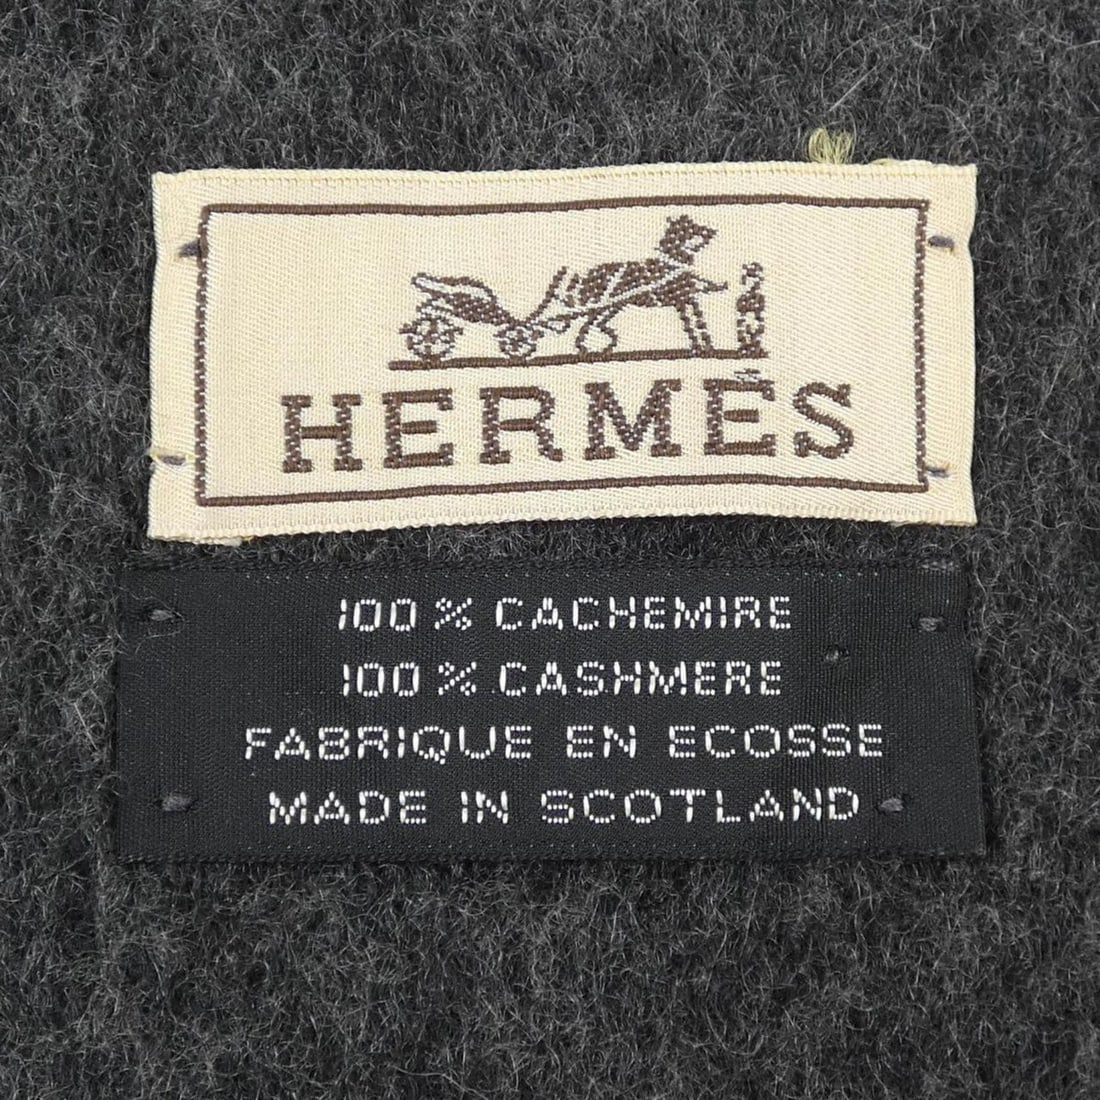 HERMÈS
100 % CACHEMIRE
100 % CASHMERE
FABRIQUE EN ECOSSE
MADE IN SCOTLAND